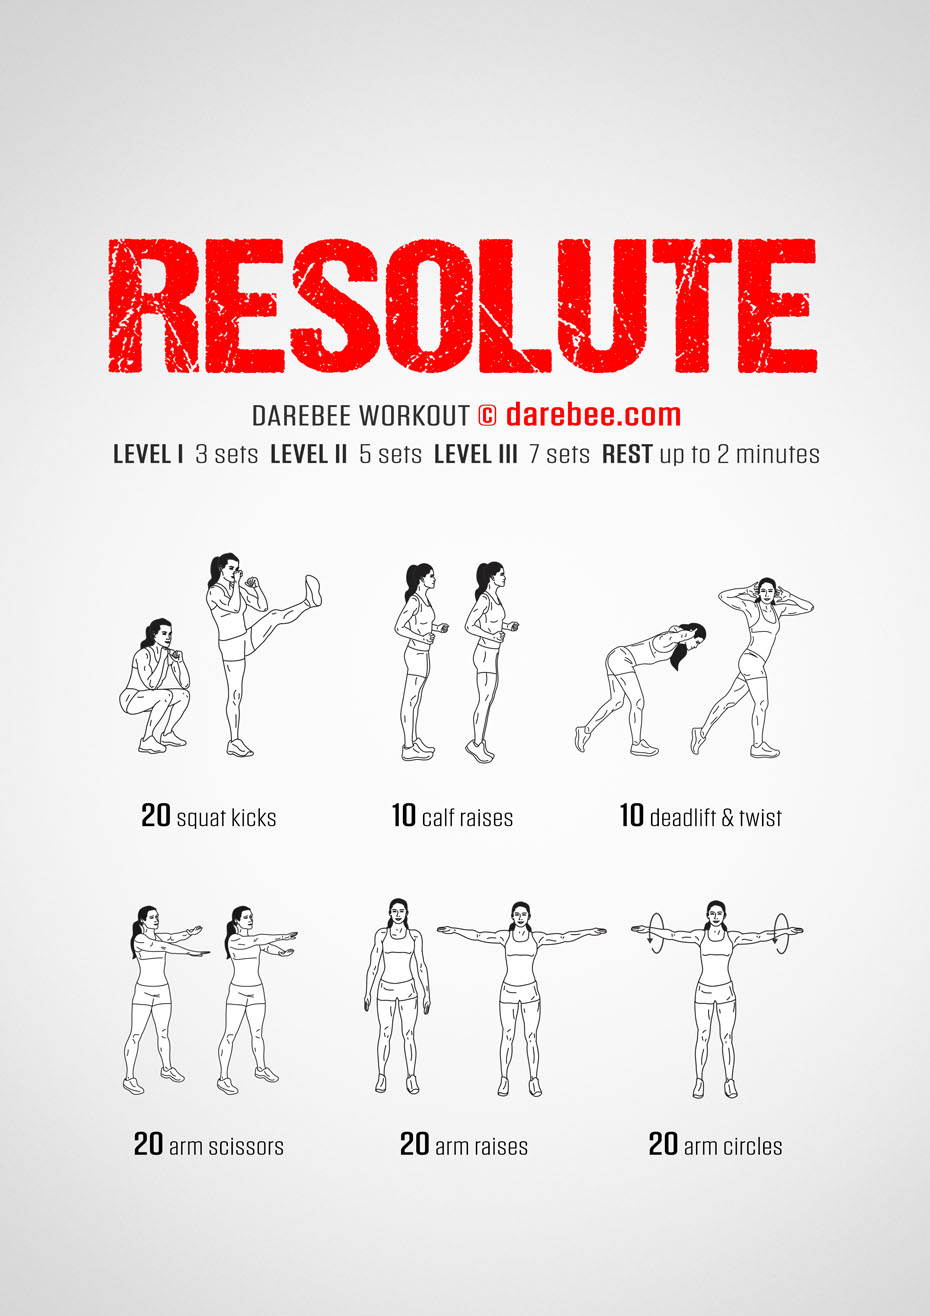 RESOLUTE
DAREBEE WORKOUT © darebee.com
LEVEL I 3 sets LEVEL II 5 sets LEVEL III 7 sets REST up to 2 minutes
20 squat kicks
10 calf raises
10 deadlift & twist
20 arm scissors
20 arm raises
20 arm circles